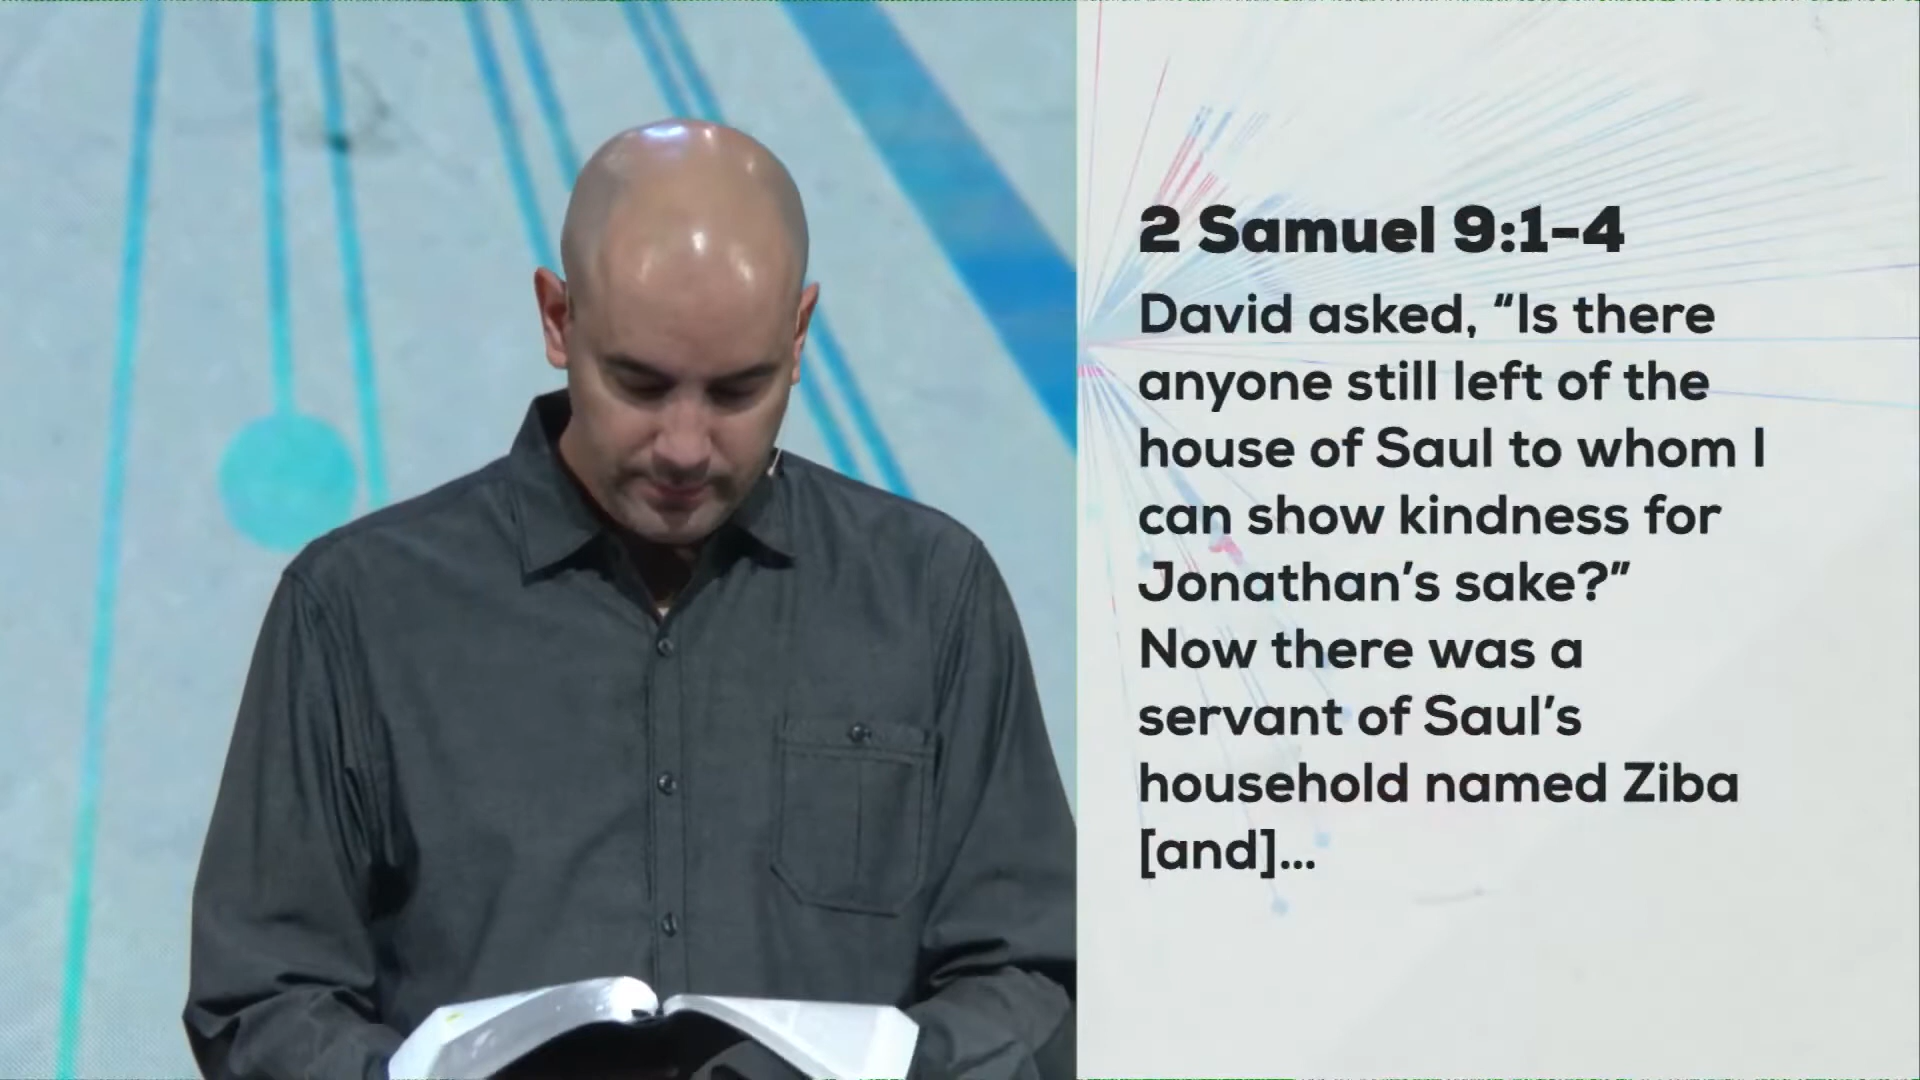 2 Samuel 9:1-4
David asked, “Is there
anyone still left of the
house of Saul to whom I
can show kindness for
Jonathan’s sake?”
Now there was a
servant of Saul’s
household named Ziba
[and]...